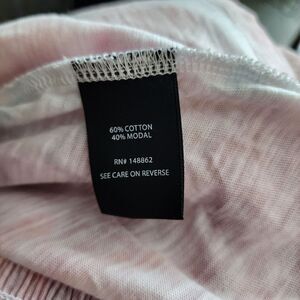 60% COTTON
40% MODAL
RN# 148862
SEE CARE ON REVERSE